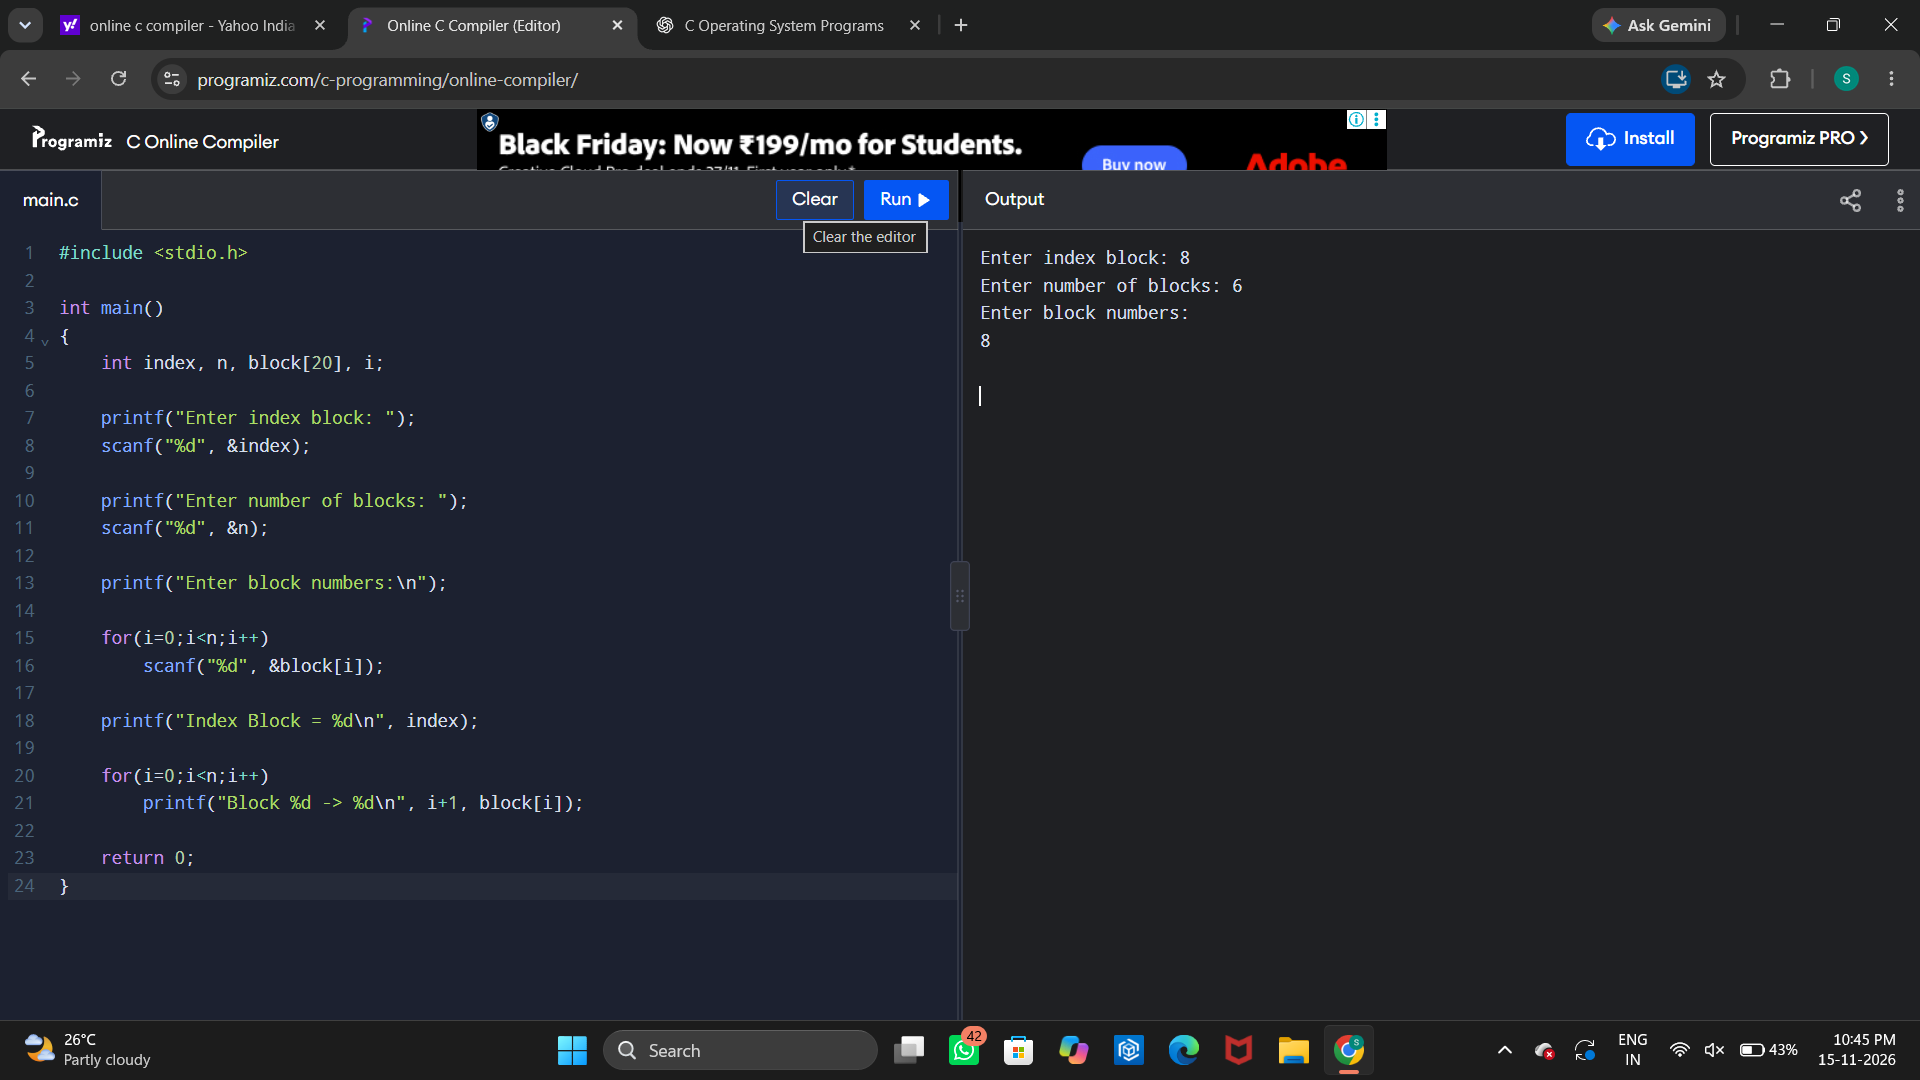 online c compiler - Yahoo India
Online C Compiler (Editor)
C Operating System Programs
Ask Gemini
programiz.com/c-programming/online-compiler/
S
Programiz C Online Compiler
Black Friday: Now ₹199/mo for Students.
Buy now
Adobe
Install
Programiz PRO
main.c
Clear
Run
Output
Clear the editor
1 #include <stdio.h>
2
3 int main()
4 {
5 int index, n, block[20], i;
6
7 printf("Enter index block: ");
8 scanf("%d", &index);
9
10 printf("Enter number of blocks: ");
11 scanf("%d", &n);
12
13 printf("Enter block numbers:\n");
14
15 for(i=0;i<n;i++)
16 scanf("%d", &block[i]);
17
18 printf("Index Block = %d\n", index);
19
20 for(i=0;i<n;i++)
21 printf("Block %d -> %d\n", i+1, block[i]);
22
23 return 0;
24 }
Enter index block: 8
Enter number of blocks: 6
Enter block numbers:
8
26°C
Partly cloudy
Search
42
ENG
IN
43%
10:45 PM
15-11-2026